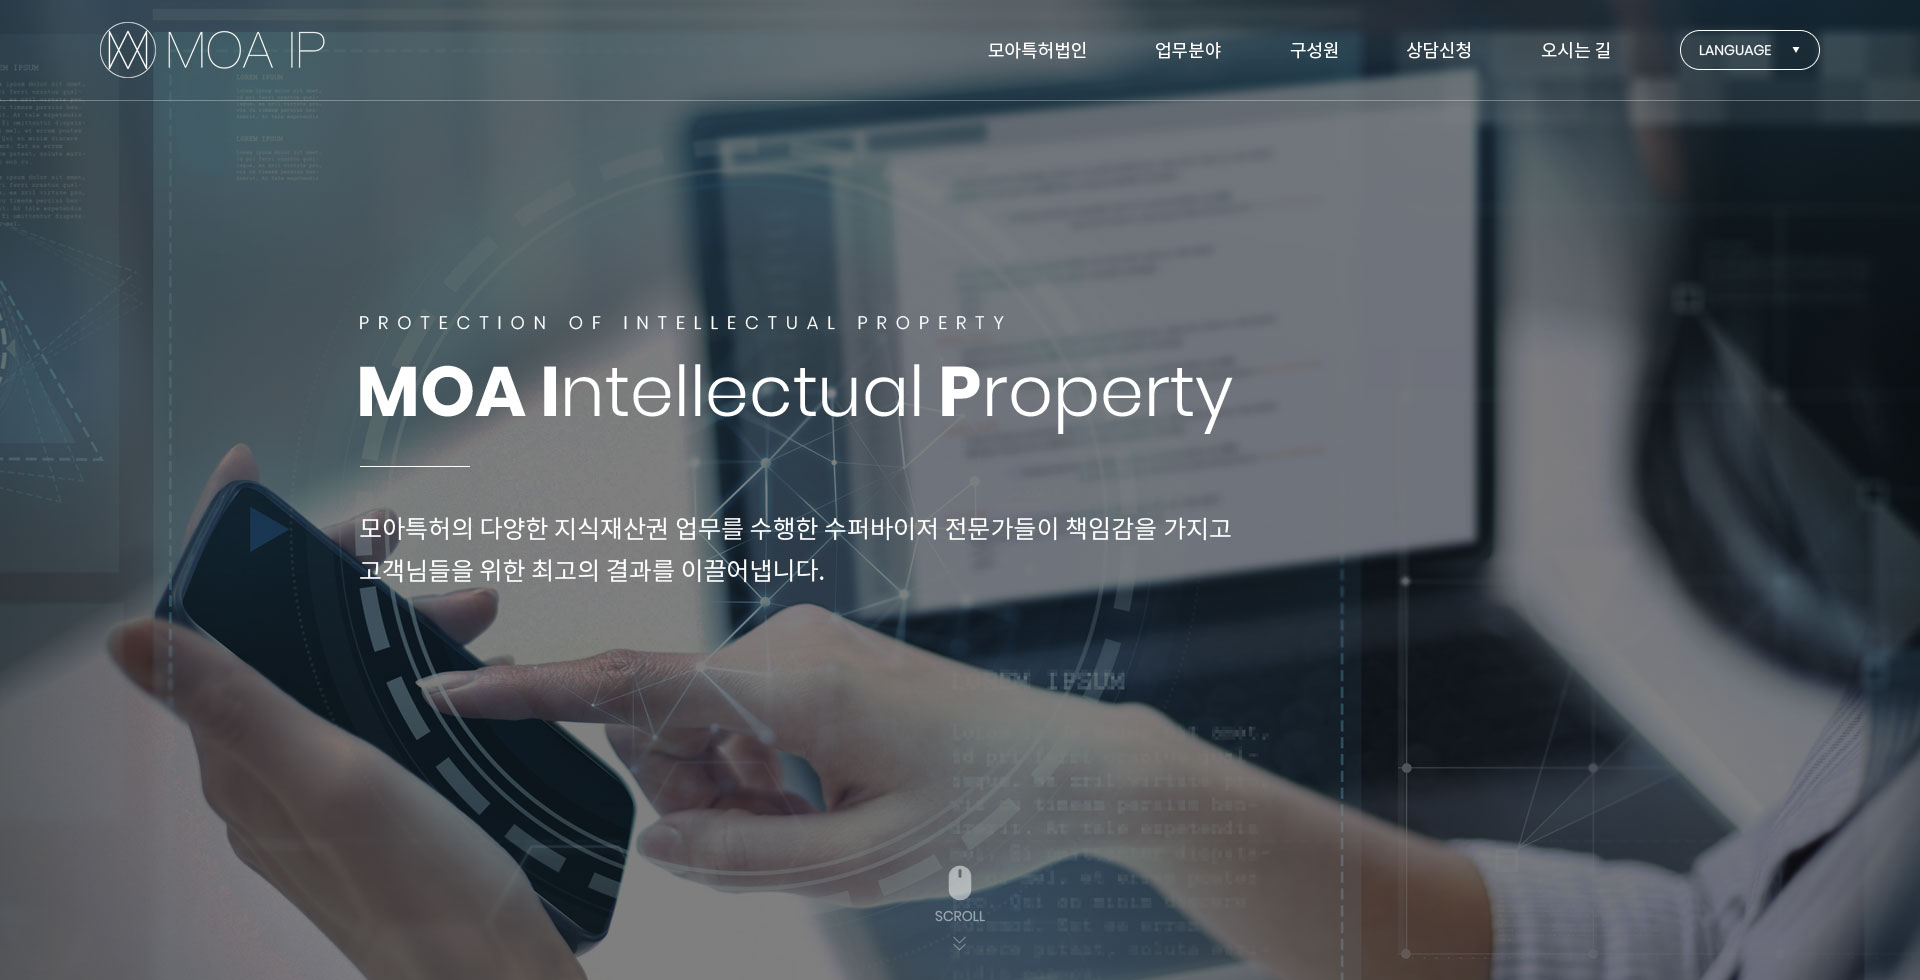 MOA IP
모아특허법인
업무분야
구성원
상담신청
오시는 길
LANGUAGE
PROTECTION OF INTELLECTUAL PROPERTY
MOA Intellectual Property
모아특허의 다양한 지식재산권 업무를 수행한 수퍼바이저 전문가들이 책임감을 가지고
고객님들을 위한 최고의 결과를 이끌어냅니다.
SCROLL